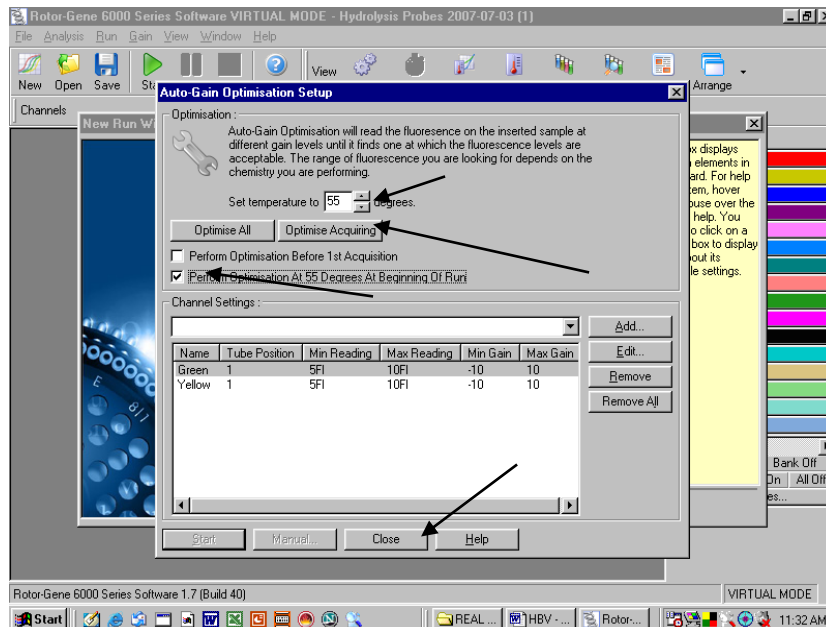 Rotor-Gene 6000 Series Software VIRTUAL MODE - Hydrolysis Probes 2007-07-03 (1)
File Analysis Run Gain View Window Help
New Open Save View Arrange
Channels
New Run
Auto-Gain Optimisation Setup
Optimisation :
Auto-Gain Optimisation will read the fluoresence on the inserted sample at
different gain levels until it finds one at which the fluorescence levels are
acceptable. The range of fluorescence you are looking for depends on the
chemistry you are performing.
Set temperature to 55 degrees.
Optimise All Optimise Acquiring
Perform Optimisation Before 1st Acquisition
Perform Optimisation At 55 Degrees At Beginning Of Run
Channel Settings :
Add...
Name Tube Position Min Reading Max Reading Min Gain Max Gain
Edit...
Green 1 5Fl 10Fl -10 10
Yellow 1 5Fl 10Fl -10 10
Remove
Remove All
Start Manual... Close Help
displays
elements in
For help
hover
over the
help. You
click on a
box to display
its
settings.
Bank Off
On All Off
Rotor-Gene 6000 Series Software 1.7 (Build 40) VIRTUAL MODE
Start REAL ... HBV - ... Rotor-... 11:32 AM
E 8/7